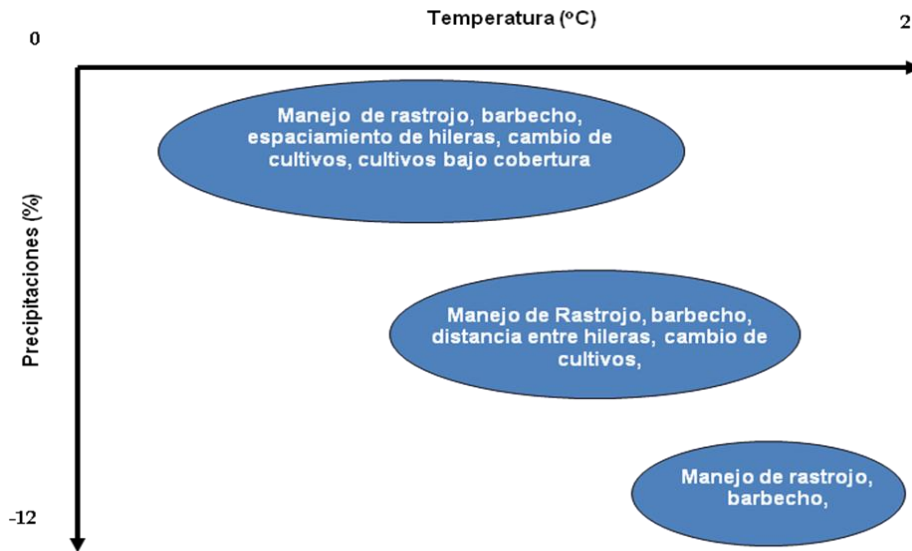 Temperatura (ºC)
0
2
Manejo de rastrojo, barbecho,
espaciamiento de hileras, cambio de
cultivos, cultivos bajo cobertura
Precipitaciones (%)
Manejo de Rastrojo, barbecho,
distancia entre hileras, cambio de
cultivos,
Manejo de rastrojo,
barbecho,
-12